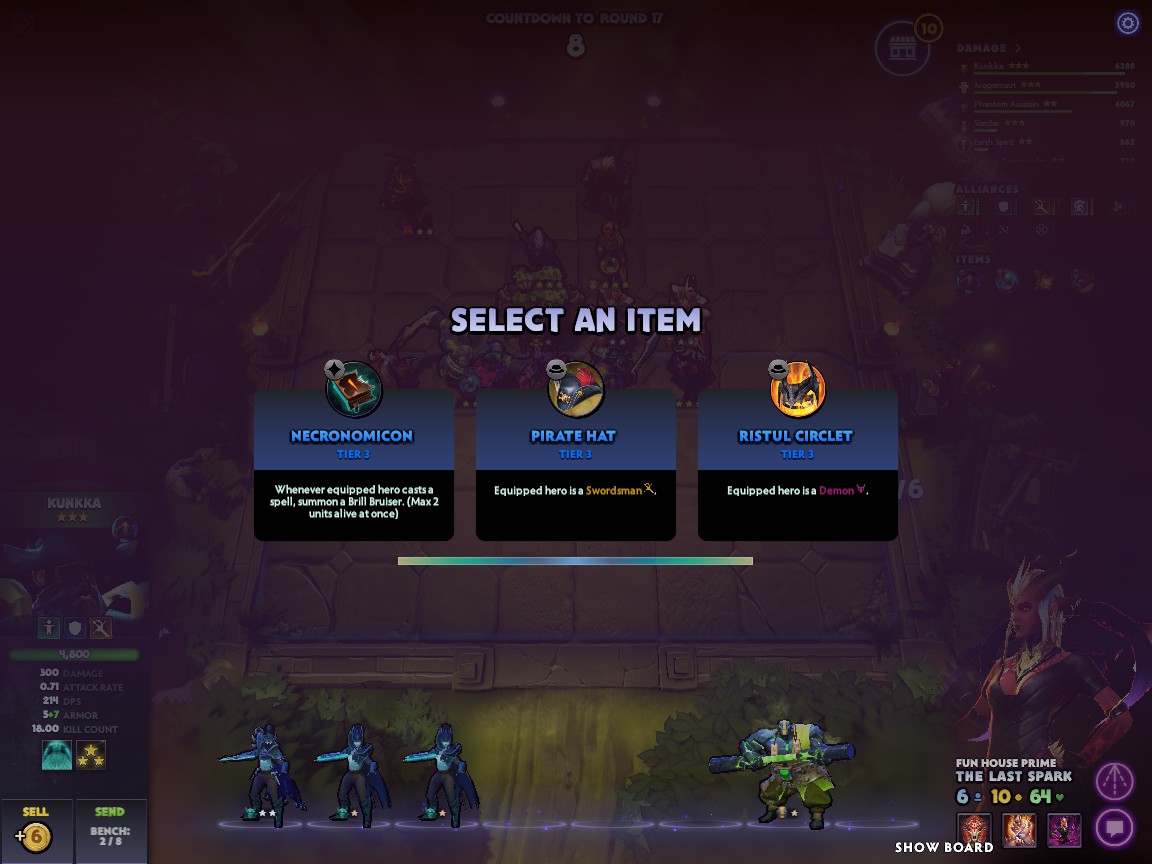 COUNTDOWN TO ROUND 17
8
10
DAMAGE >
Kunkka 6288
Juggernaut 5980
Phantom Assassin 4067
Slardar 970
Earth Spirit 563
ALLIANCES
ITEMS
SELECT AN ITEM
NECRONOMICON
TIER 3
Whenever equipped hero casts a
spell, summon a Brill Bruiser. (Max 2
units alive at once)
PIRATE HAT
TIER 3
Equipped hero is a Swordsman.
RISTUL CIRCLET
TIER 3
Equipped hero is a Demon.
/6
KUNKKA
4,800
300 DAMAGE
0.71 ATTACK RATE
214 DPS
5+7 ARMOR
18.00 KILL COUNT
SELL
+6
SEND
BENCH:
2 / 8
FUN HOUSE PRIME
THE LAST SPARK
6 10 64
SHOW BOARD